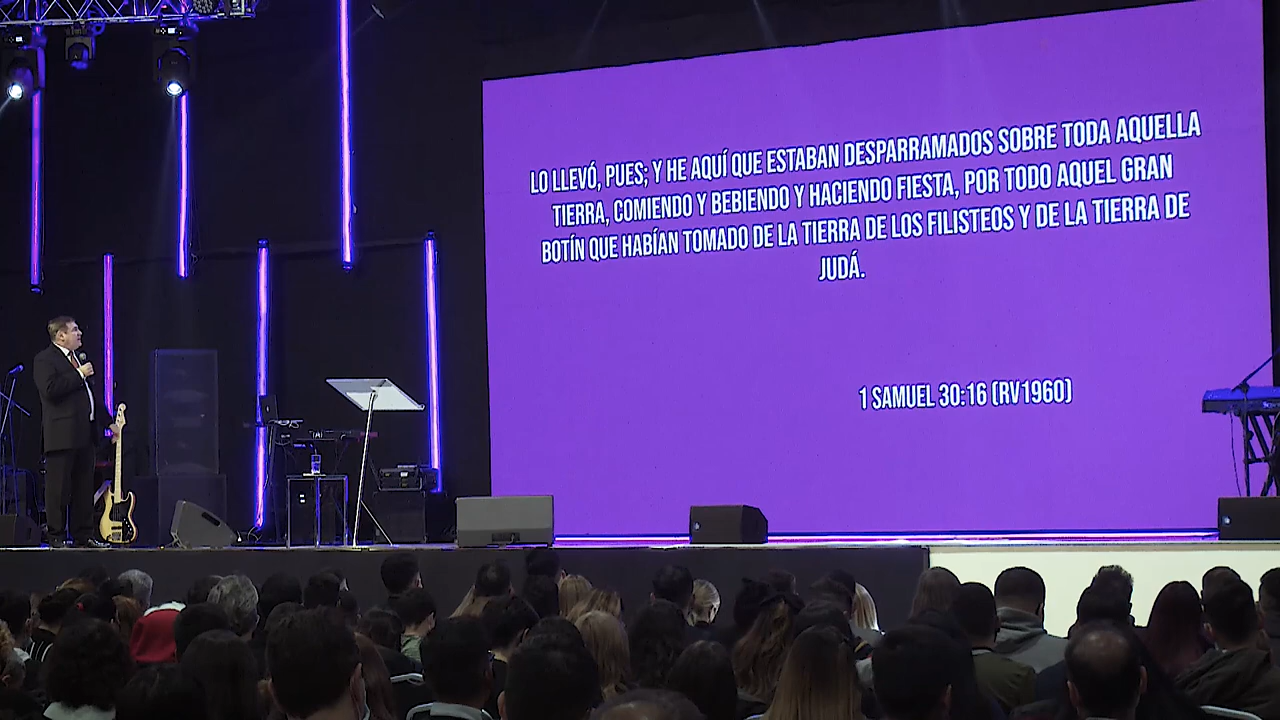 LO LLEVÓ, PUES; Y HE AQUÍ QUE ESTABAN DESPARRAMADOS SOBRE TODA AQUELLA
TIERRA, COMIENDO Y BEBIENDO Y HACIENDO FIESTA, POR TODO AQUEL GRAN
BOTÍN QUE HABÍAN TOMADO DE LA TIERRA DE LOS FILISTEOS Y DE LA TIERRA DE
JUDÁ.
1 SAMUEL 30:16 (RV1960)